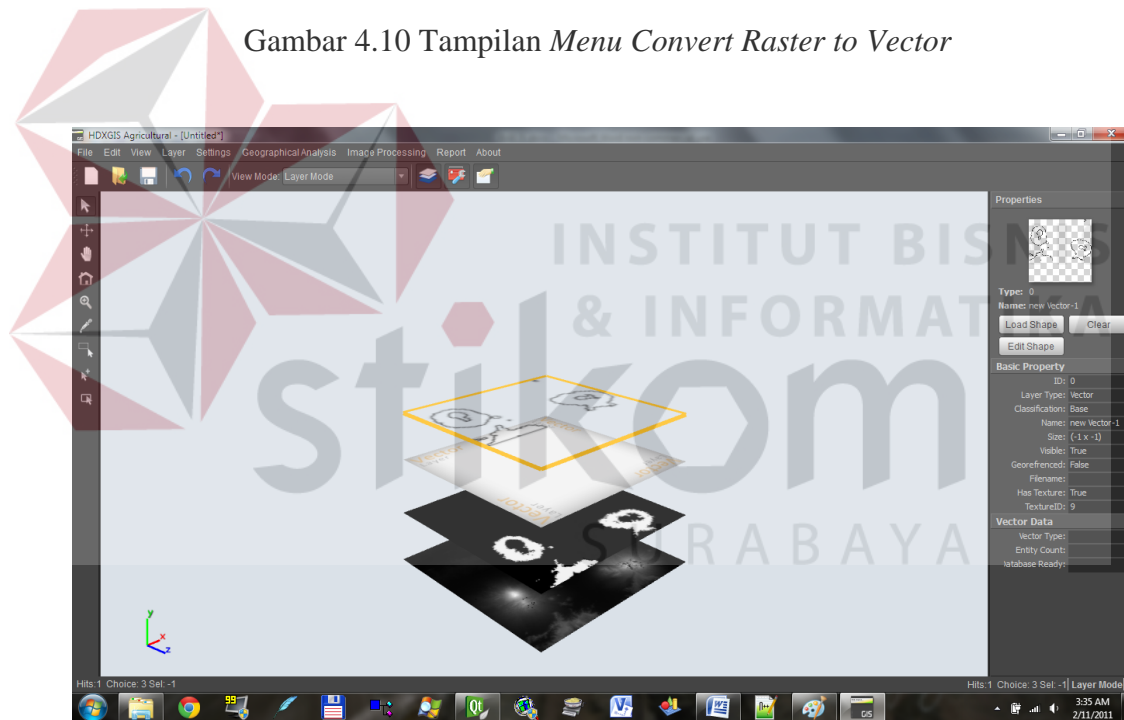 Gambar 4.10 Tampilan Menu Convert Raster to Vector
HDXGIS Agricultural - [Untitled*]
File Edit View Layer Settings Geographical Analysis Image Processing Report About
View Mode: Layer Mode
Properties
Type: 0
Name: new Vector-1
Load Shape Clear
Edit Shape
Basic Property
ID: 0
Layer Type: Vector
Classification: Base
Name: new Vector-1
Size: (-1 x -1)
Visible: True
Georefrenced: False
Filename:
Has Texture: True
TextureID: 9
Vector Data
Vector Type:
Entity Count:
Database Ready:
INSTITUT BISNIS
& INFORMATIKA
stikom
SURABAYA
Vector
Layer
y
x
z
Hits:1 Choice: 3 Sel: -1
Hits:1 Choice: 3 Sel: -1 Layer Mode
99
Qt
GIS
3:35 AM
2/11/2011